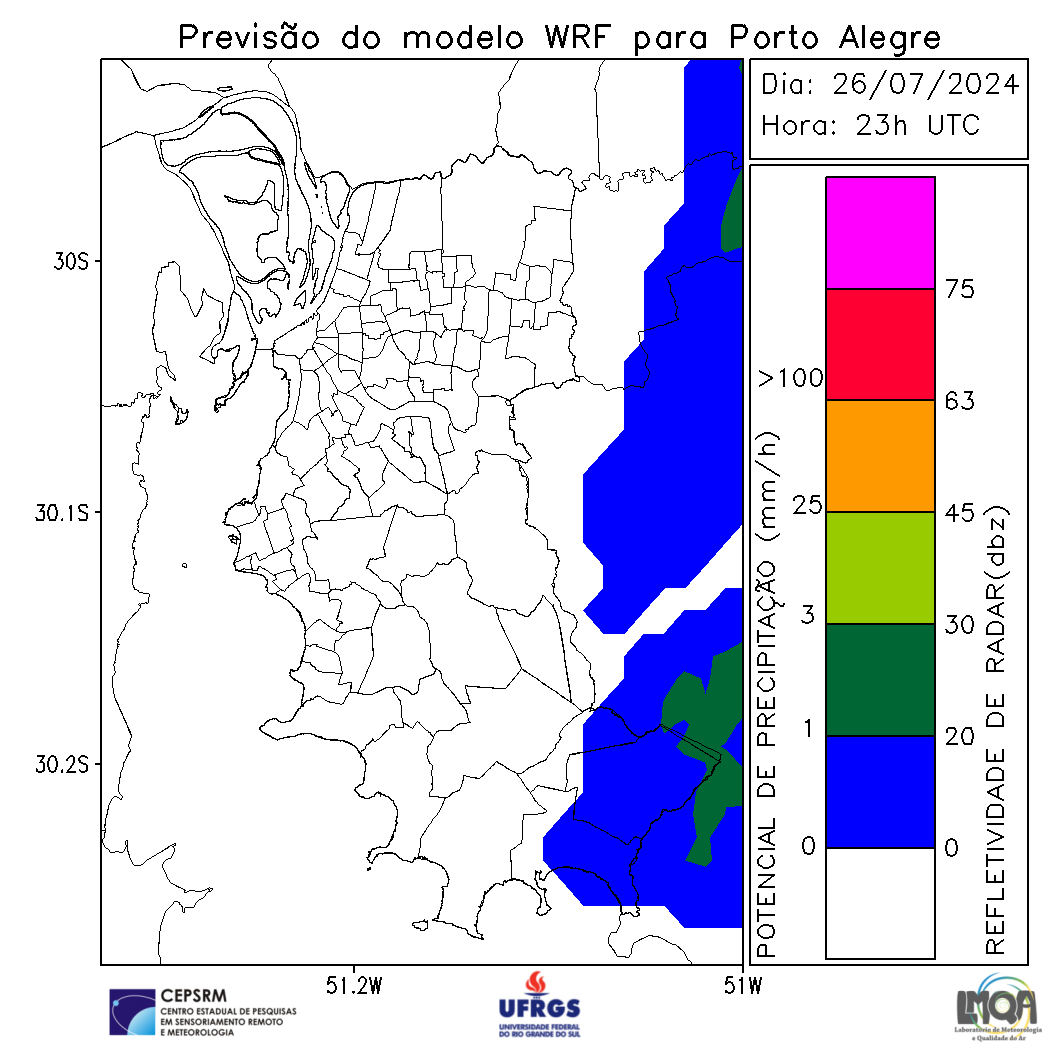 Previsão do modelo WRF para Porto Alegre
Dia: 26/07/2024
Hora: 23h UTC
30S
30.1S
30.2S
51.2W
51W
POTENCIAL DE PRECIPITAÇÃO (mm/h)
>100
25
3
1
0
75
63
45
30
20
0
REFLETIVIDADE DE RADAR(dbz)
CEPSRM
CENTRO ESTADUAL DE PESQUISAS
EM SENSORIAMENTO REMOTO
E METEOROLOGIA
UFRGS
UNIVERSIDADE FEDERAL
DO RIO GRANDE DO SUL
LMQA
Laboratório de Meteorologia
e Qualidade do Ar